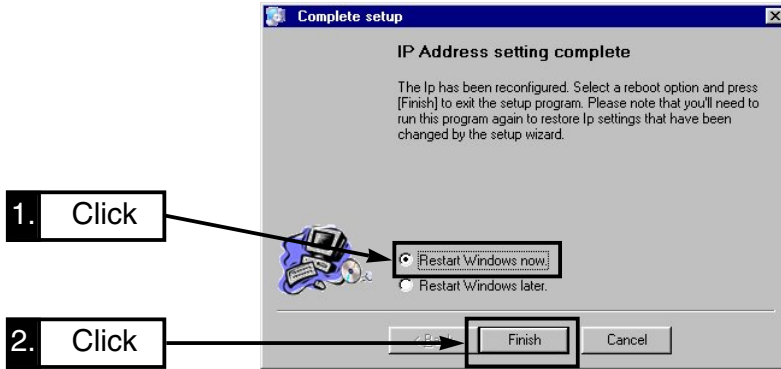 Complete setup
IP Address setting complete
The Ip has been reconfigured. Select a reboot option and press
[Finish] to exit the setup program. Please note that you'll need to
run this program again to restore Ip settings that have been
changed by the setup wizard.
1. Click
Restart Windows now.
Restart Windows later.
2. Click
Finish
Cancel